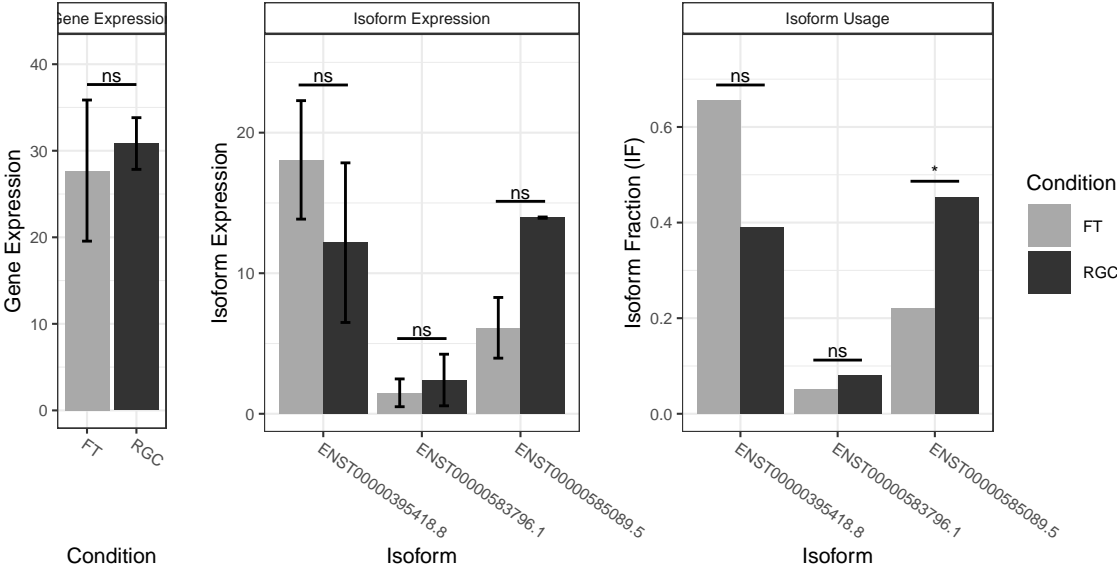 Gene Expression
Isoform Expression
Isoform Usage
Gene Expression
40
30
20
10
0
ns
FT
RGC
Condition
Isoform Expression
20
10
0
ns
ns
ns
ENST00000395418.8
ENST00000583796.1
ENST00000585089.5
Isoform
Isoform Fraction (IF)
0.6
0.4
0.2
0.0
ns
ns
*
ENST00000395418.8
ENST00000583796.1
ENST00000585089.5
Isoform
Condition
FT
RGC